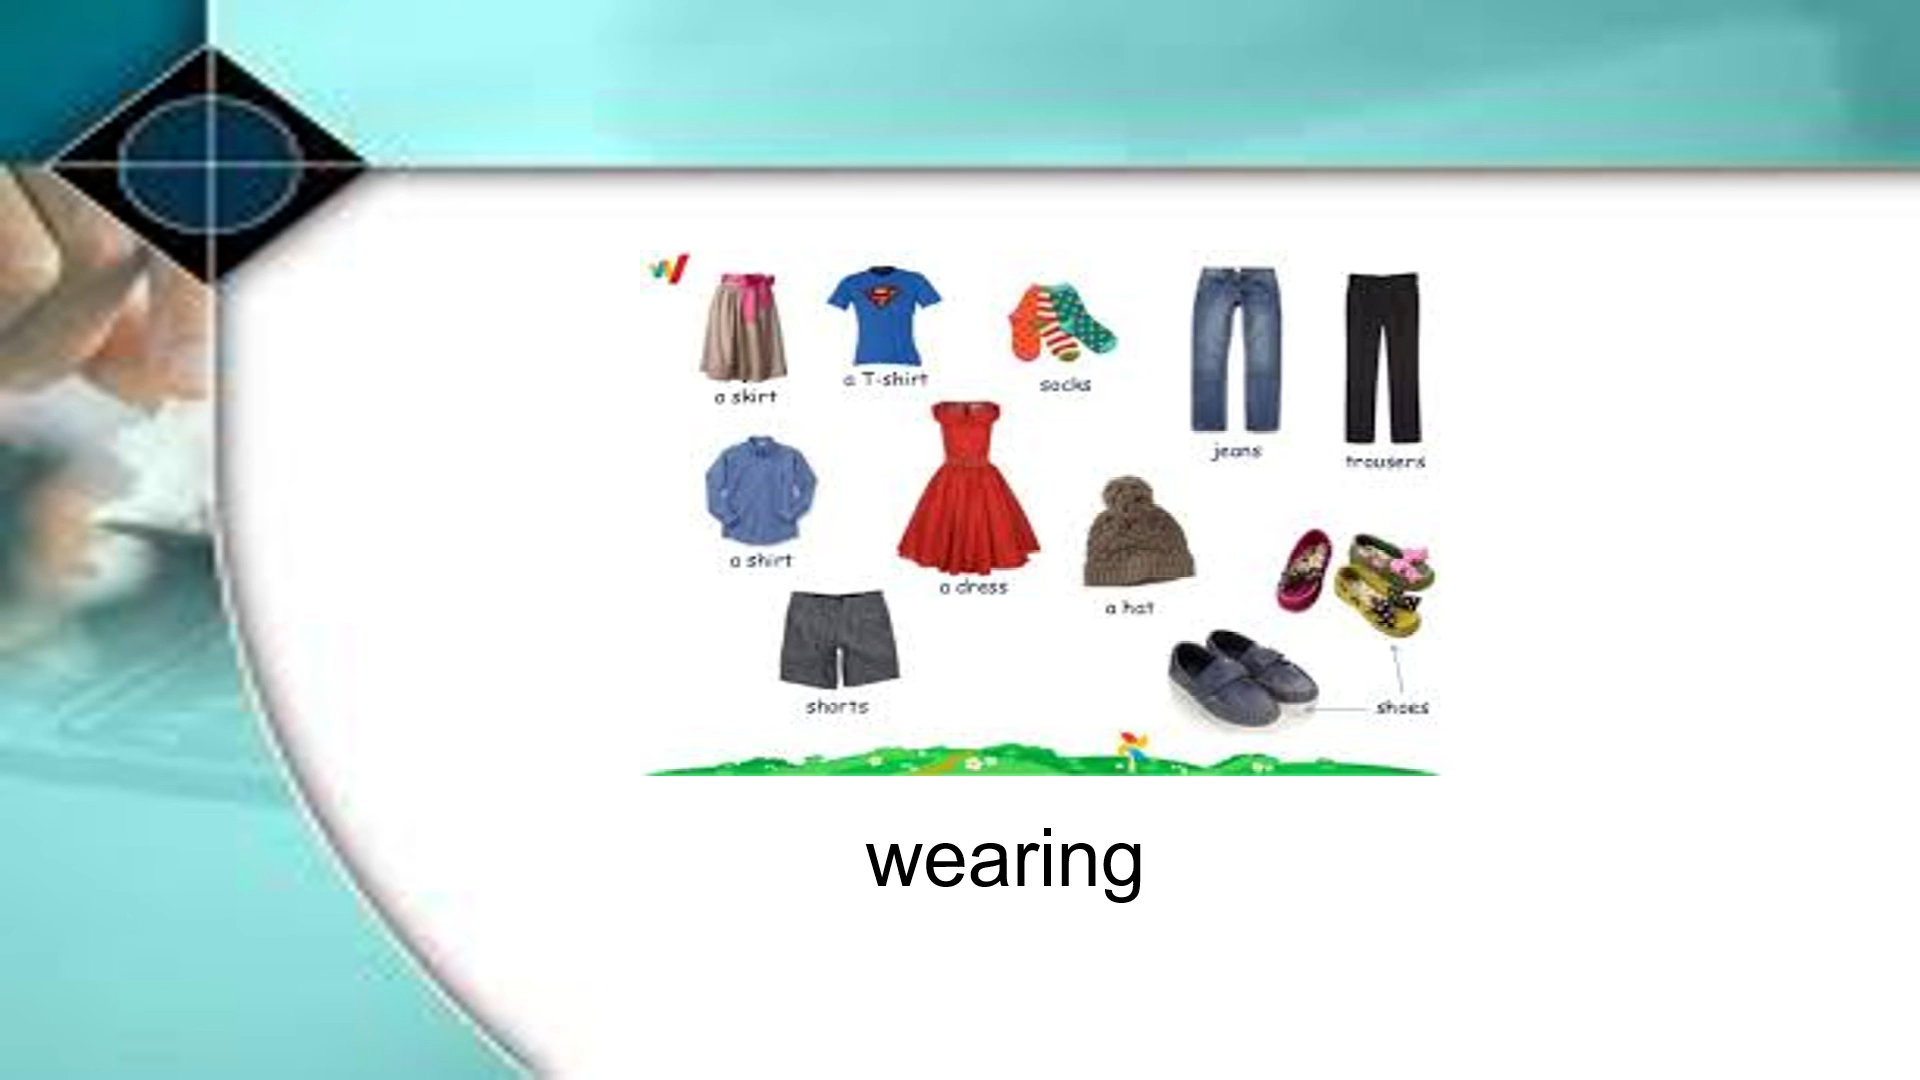 a skirt
a T-shirt
socks
jeans
trousers
a shirt
a dress
a hat
shorts
shoes
wearing